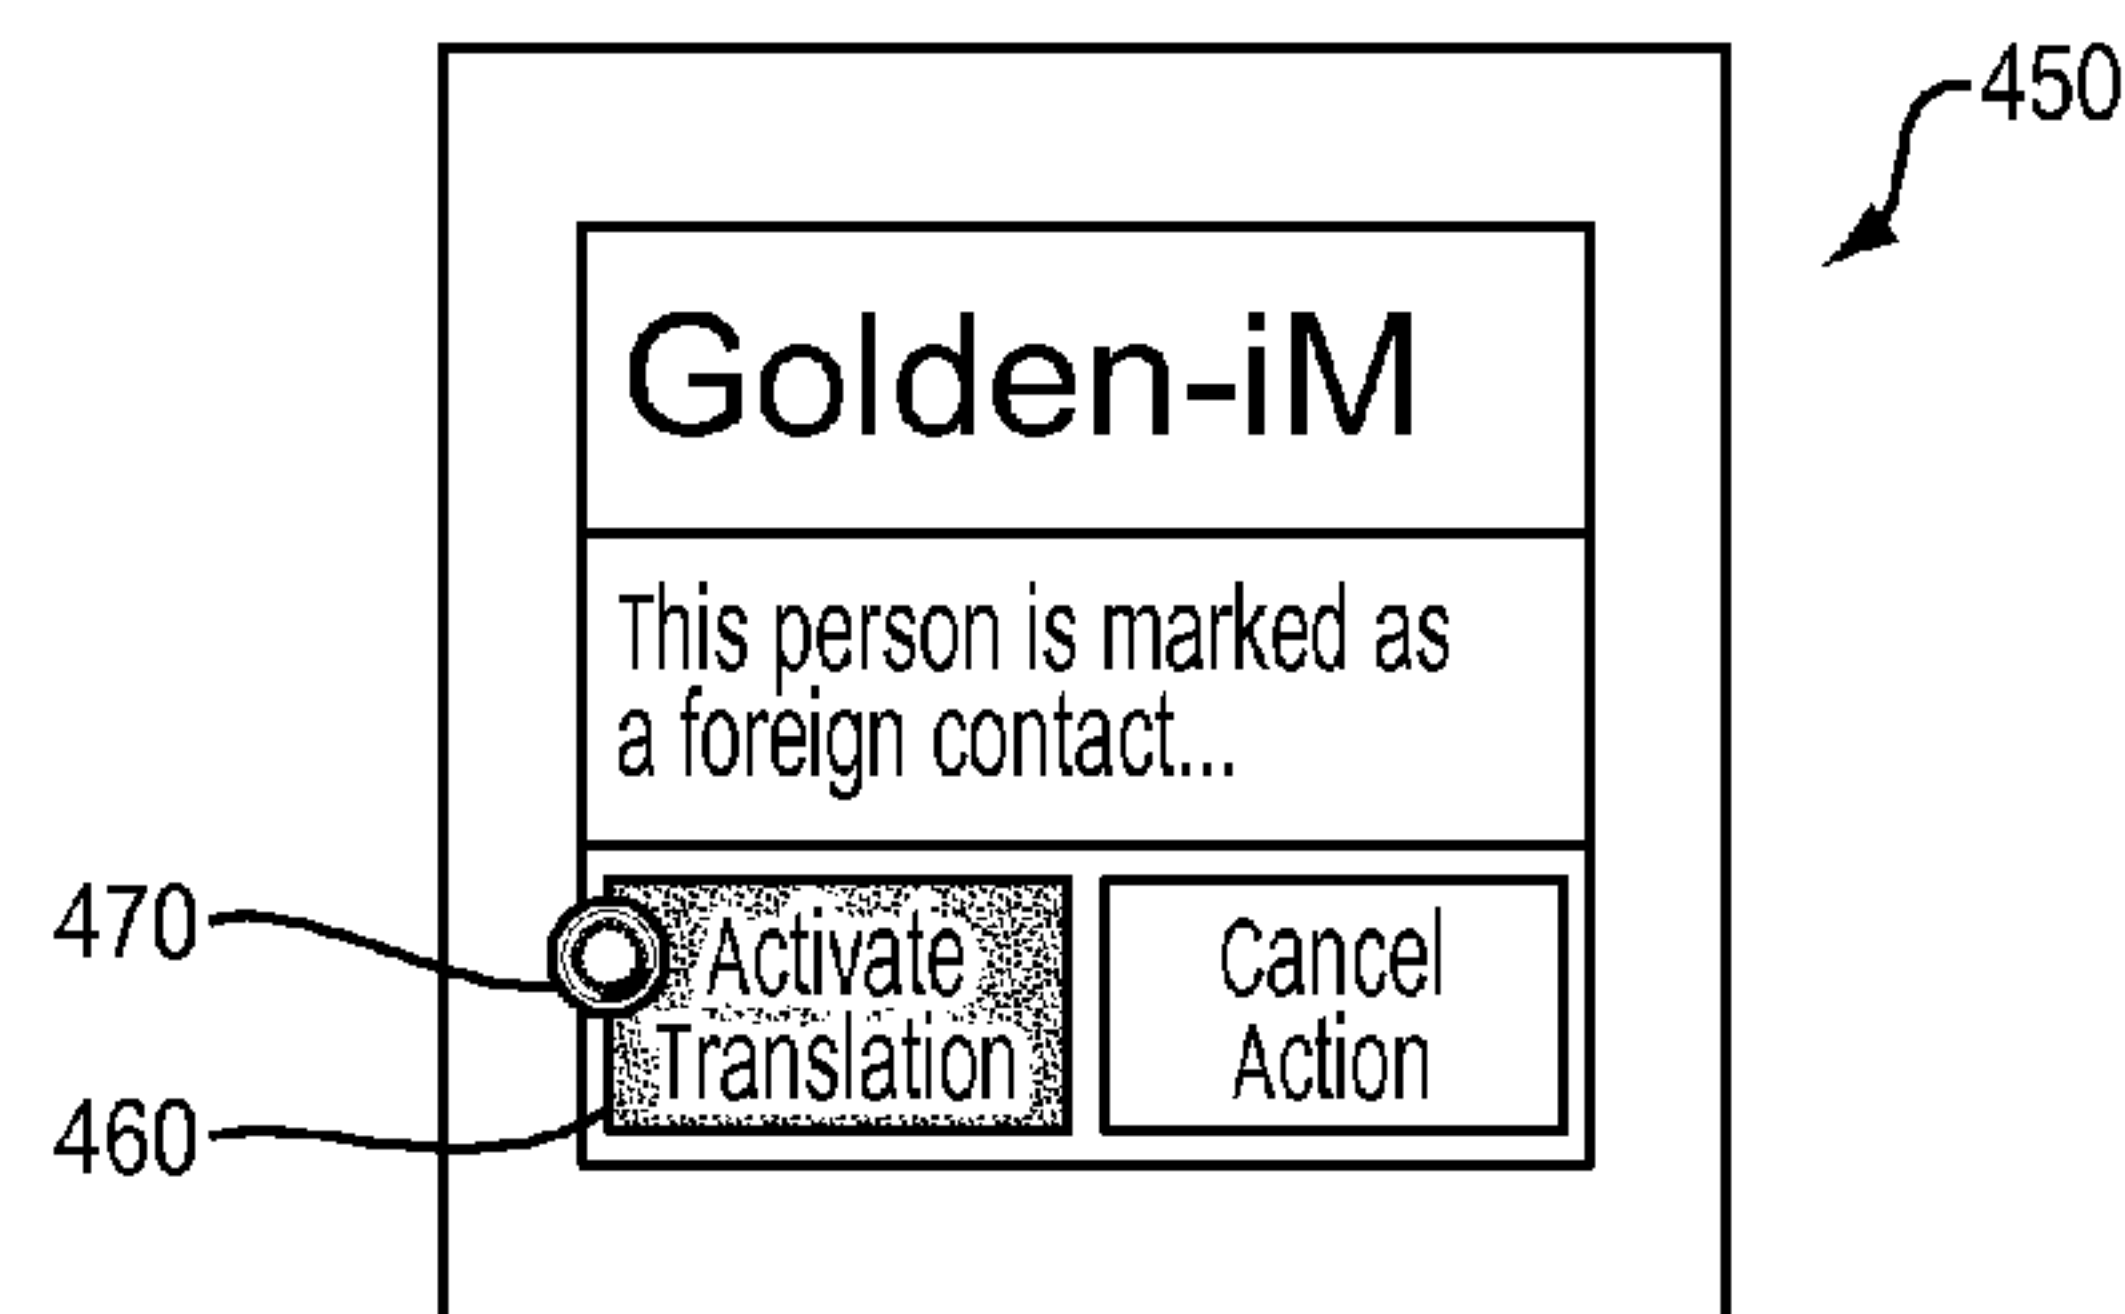 450
Golden-iM
This person is marked as
a foreign contact...
470
Activate
Translation
Cancel
Action
460